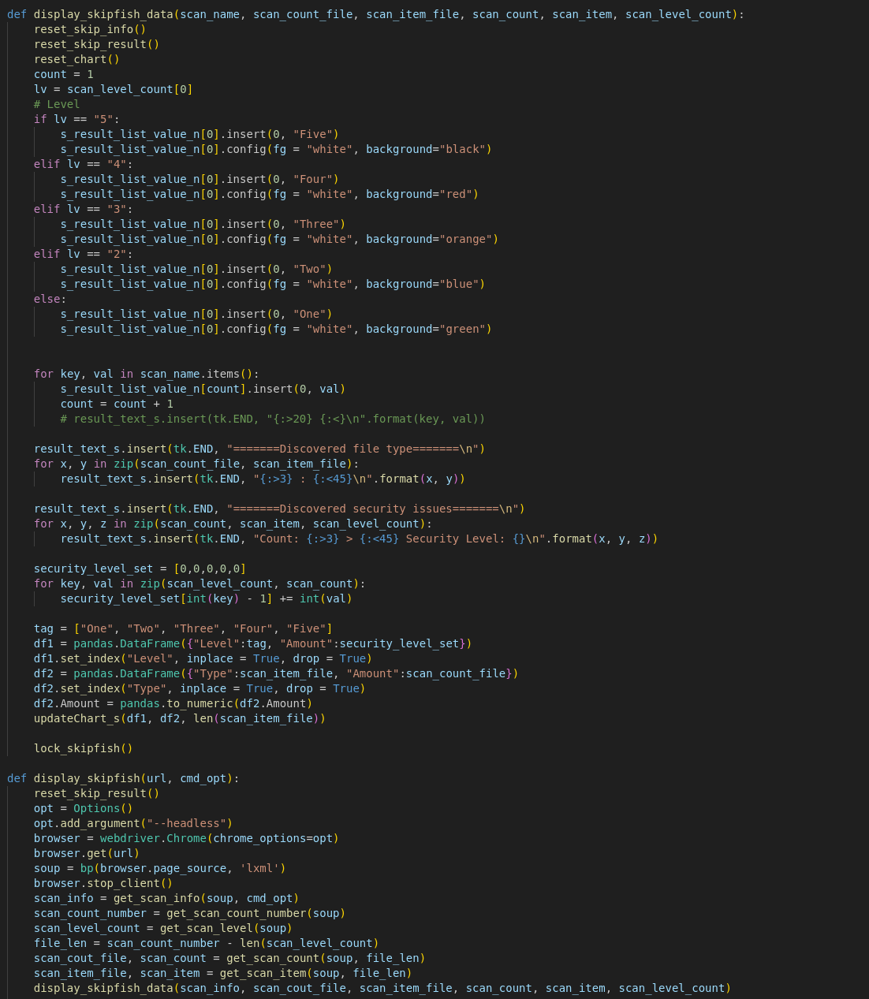 def display_skipfish_data(scan_name, scan_count_file, scan_item_file, scan_count, scan_item, scan_level_count):
    reset_skip_info()
    reset_skip_result()
    reset_chart()
    count = 1
    lv = scan_level_count[0]
    # Level
    if lv == "5":
        s_result_list_value_n[0].insert(0, "Five")
        s_result_list_value_n[0].config(fg = "white", background="black")
    elif lv == "4":
        s_result_list_value_n[0].insert(0, "Four")
        s_result_list_value_n[0].config(fg = "white", background="red")
    elif lv == "3":
        s_result_list_value_n[0].insert(0, "Three")
        s_result_list_value_n[0].config(fg = "white", background="orange")
    elif lv == "2":
        s_result_list_value_n[0].insert(0, "Two")
        s_result_list_value_n[0].config(fg = "white", background="blue")
    else:
        s_result_list_value_n[0].insert(0, "One")
        s_result_list_value_n[0].config(fg = "white", background="green")


    for key, val in scan_name.items():
        s_result_list_value_n[count].insert(0, val)
        count = count + 1
        # result_text_s.insert(tk.END, "{:>20} {:<}\n".format(key, val))

    result_text_s.insert(tk.END, "=======Discovered file type=======\n")
    for x, y in zip(scan_count_file, scan_item_file):
        result_text_s.insert(tk.END, "{:>3} : {:<45}\n".format(x, y))

    result_text_s.insert(tk.END, "=======Discovered security issues=======\n")
    for x, y, z in zip(scan_count, scan_item, scan_level_count):
        result_text_s.insert(tk.END, "Count: {:>3} > {:<45} Security Level: {}\n".format(x, y, z))

    security_level_set = [0,0,0,0,0]
    for key, val in zip(scan_level_count, scan_count):
        security_level_set[int(key) - 1] += int(val)

    tag = ["One", "Two", "Three", "Four", "Five"]
    df1 = pandas.DataFrame({"Level":tag, "Amount":security_level_set})
    df1.set_index("Level", inplace = True, drop = True)
    df2 = pandas.DataFrame({"Type":scan_item_file, "Amount":scan_count_file})
    df2.set_index("Type", inplace = True, drop = True)
    df2.Amount = pandas.to_numeric(df2.Amount)
    updateChart_s(df1, df2, len(scan_item_file))

    lock_skipfish()

def display_skipfish(url, cmd_opt):
    reset_skip_result()
    opt = Options()
    opt.add_argument("--headless")
    browser = webdriver.Chrome(chrome_options=opt)
    browser.get(url)
    soup = bp(browser.page_source, 'lxml')
    browser.stop_client()
    scan_info = get_scan_info(soup, cmd_opt)
    scan_count_number = get_scan_count_number(soup)
    scan_level_count = get_scan_level(soup)
    file_len = scan_count_number - len(scan_level_count)
    scan_cout_file, scan_count = get_scan_count(soup, file_len)
    scan_item_file, scan_item = get_scan_item(soup, file_len)
    display_skipfish_data(scan_info, scan_cout_file, scan_item_file, scan_count, scan_item, scan_level_count)